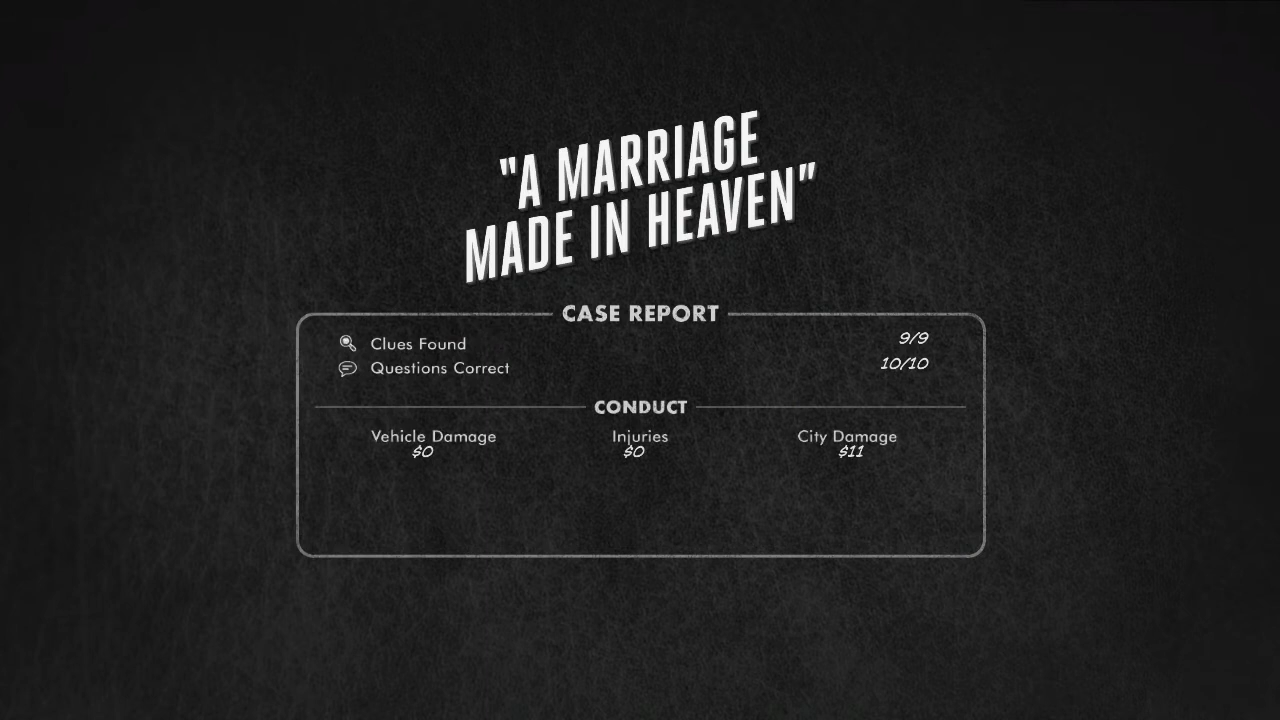 "A MARRIAGE
MADE IN HEAVEN"
CASE REPORT
Clues Found 9/9
Questions Correct 10/10
CONDUCT
Vehicle Damage Injuries City Damage
$0 $0 $11